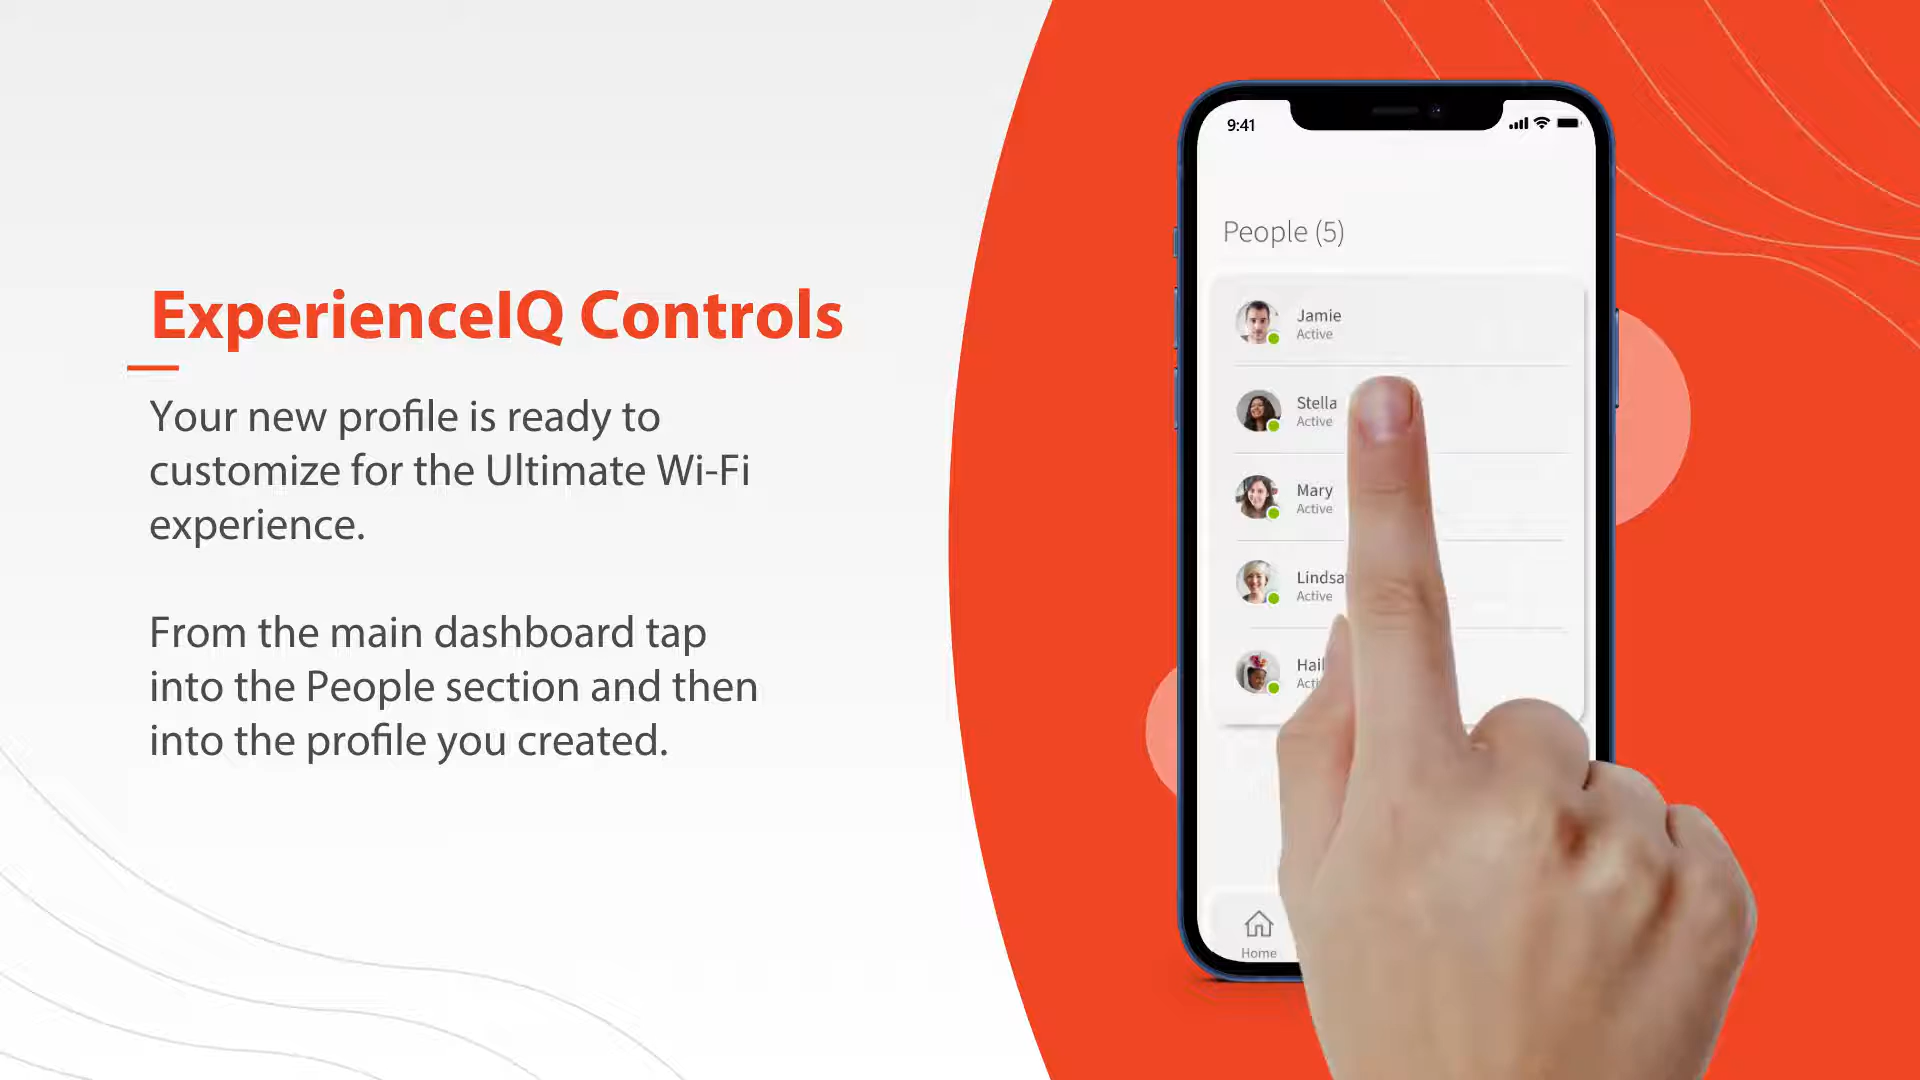 ExperienceIQ Controls
Your new profile is ready to
customize for the Ultimate Wi-Fi
experience.
From the main dashboard tap
into the People section and then
into the profile you created.
9:41
People (5)
Jamie
Active
Stella
Active
Mary
Active
Active
Home